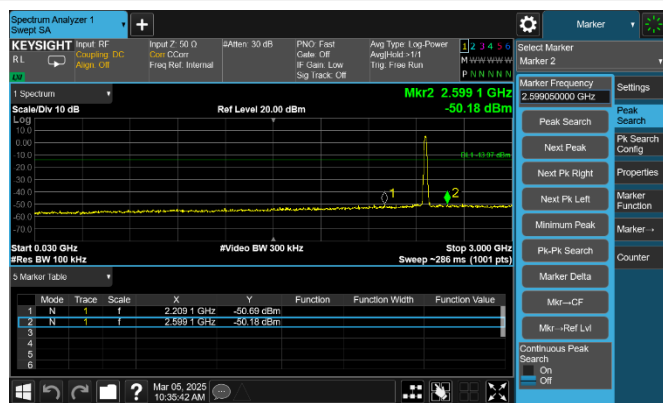 Spectrum Analyzer 1
Swept SA
+
Marker
KEYSIGHT Input: RF Input Z: 50 Ω #Atten: 30 dB PNO: Fast Avg Type: Log-Power 1 2 3 4 5 6
RL Coupling: DC Corr CCorr Gate: Off Avg|Hold:>1/1 M W W W W W
Align: Off Freq Ref: Internal IF Gain: Low Trig: Free Run
Sig Track: Off P N N N N N
LXI
Select Marker
Marker 2
1 Spectrum
Mkr2 2.599 1 GHz
Scale/Div 10 dB Ref Level 20.00 dBm -50.18 dBm
Log
10.0
0.00
-10.0
DL1 -13.97 dBm
-20.0
-30.0
-40.0
1 2
-50.0
-60.0
-70.0
Start 0.030 GHz #Video BW 300 kHz Stop 3.000 GHz
#Res BW 100 kHz Sweep ~286 ms (1001 pts)
5 Marker Table
Mode Trace Scale X Y Function Function Width Function Value
1 N 1 f 2.209 1 GHz -50.69 dBm
2 N 1 f 2.599 1 GHz -50.18 dBm
3
4
5
6
Marker Frequency
2.599050000 GHz
Peak Search
Next Peak
Next Pk Right
Next Pk Left
Minimum Peak
Pk-Pk Search
Marker Delta
Mkr→CF
Mkr→Ref Lvl
Continuous Peak
Search
On
Off
Settings
Peak
Search
Pk Search
Config
Properties
Marker
Function
Marker→
Counter
?
Mar 05, 2025
10:35:42 AM